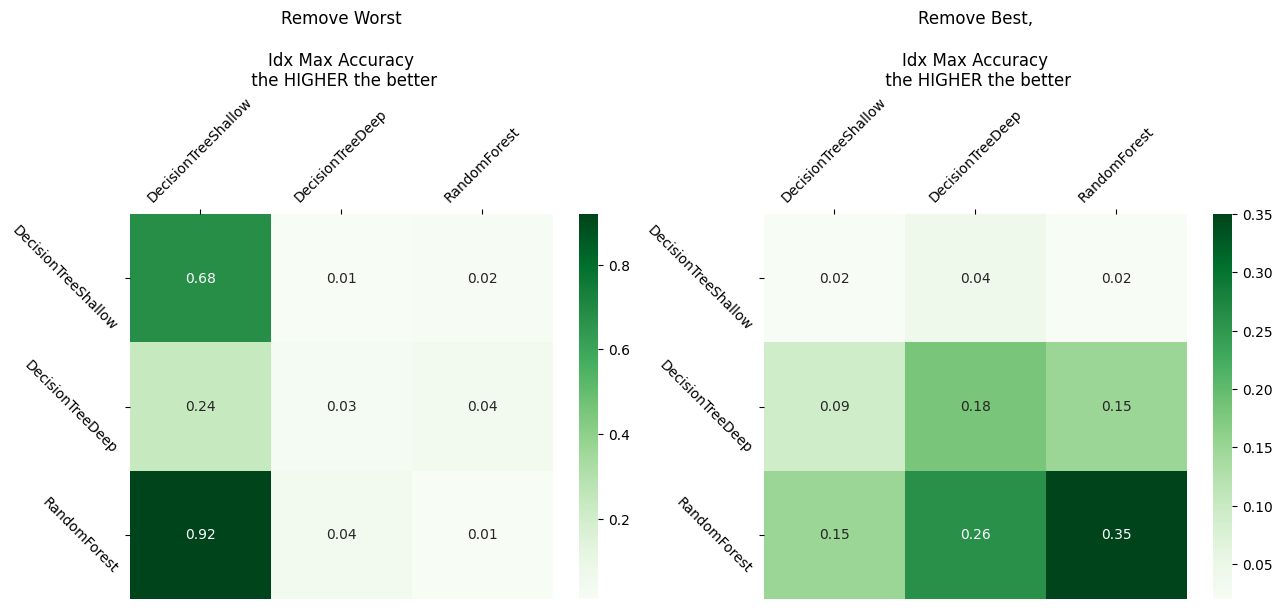 Remove Worst
Idx Max Accuracy
the HIGHER the better
DecisionTreeShallow
DecisionTreeDeep
RandomForest
DecisionTreeShallow
0.68
0.01
0.02
DecisionTreeDeep
0.24
0.03
0.04
RandomForest
0.92
0.04
0.01
0.8
0.6
0.4
0.2
Remove Best,
Idx Max Accuracy
the HIGHER the better
DecisionTreeShallow
DecisionTreeDeep
RandomForest
DecisionTreeShallow
0.02
0.04
0.02
DecisionTreeDeep
0.09
0.18
0.15
RandomForest
0.15
0.26
0.35
0.35
0.30
0.25
0.20
0.15
0.10
0.05